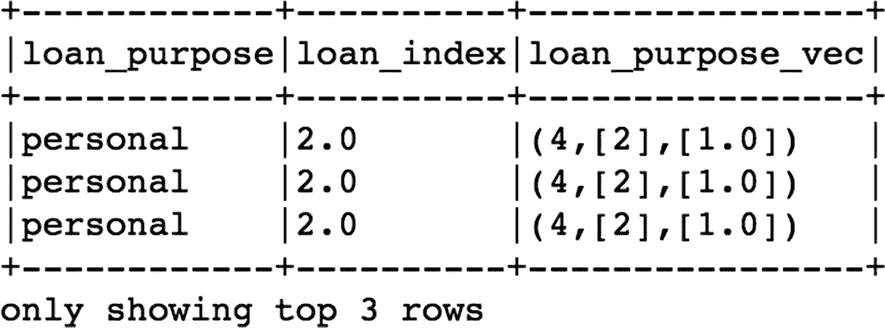 +------------+----------+----------------+
|loan_purpose|loan_index|loan_purpose_vec|
+------------+----------+----------------+
|personal    |2.0       |(4,[2],[1.0])   |
|personal    |2.0       |(4,[2],[1.0])   |
|personal    |2.0       |(4,[2],[1.0])   |
+------------+----------+----------------+
only showing top 3 rows